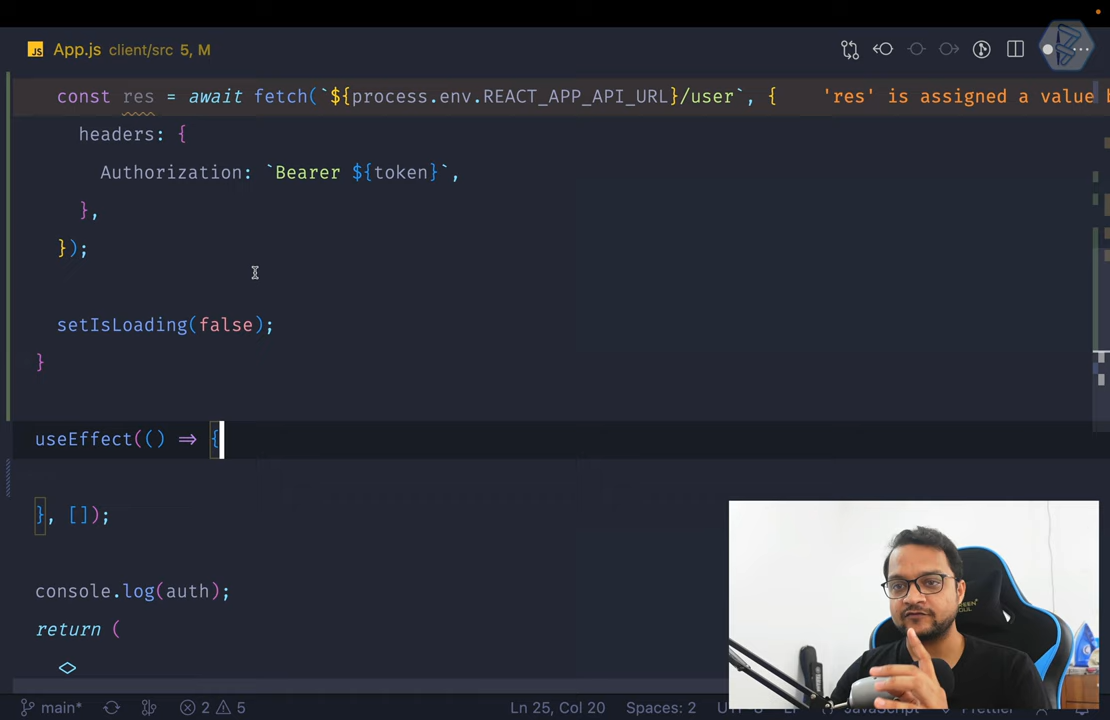 JS App.js client/src 5, M
const res = await fetch(`${process.env.REACT_APP_API_URL}/user`, { 'res' is assigned a value
headers: {
Authorization: `Bearer ${token}`,
},
});
setIsLoading(false);
}
useEffect(() => {
}, []);
console.log(auth);
return (
<>
main* 2 5 Ln 25, Col 20 Spaces: 2